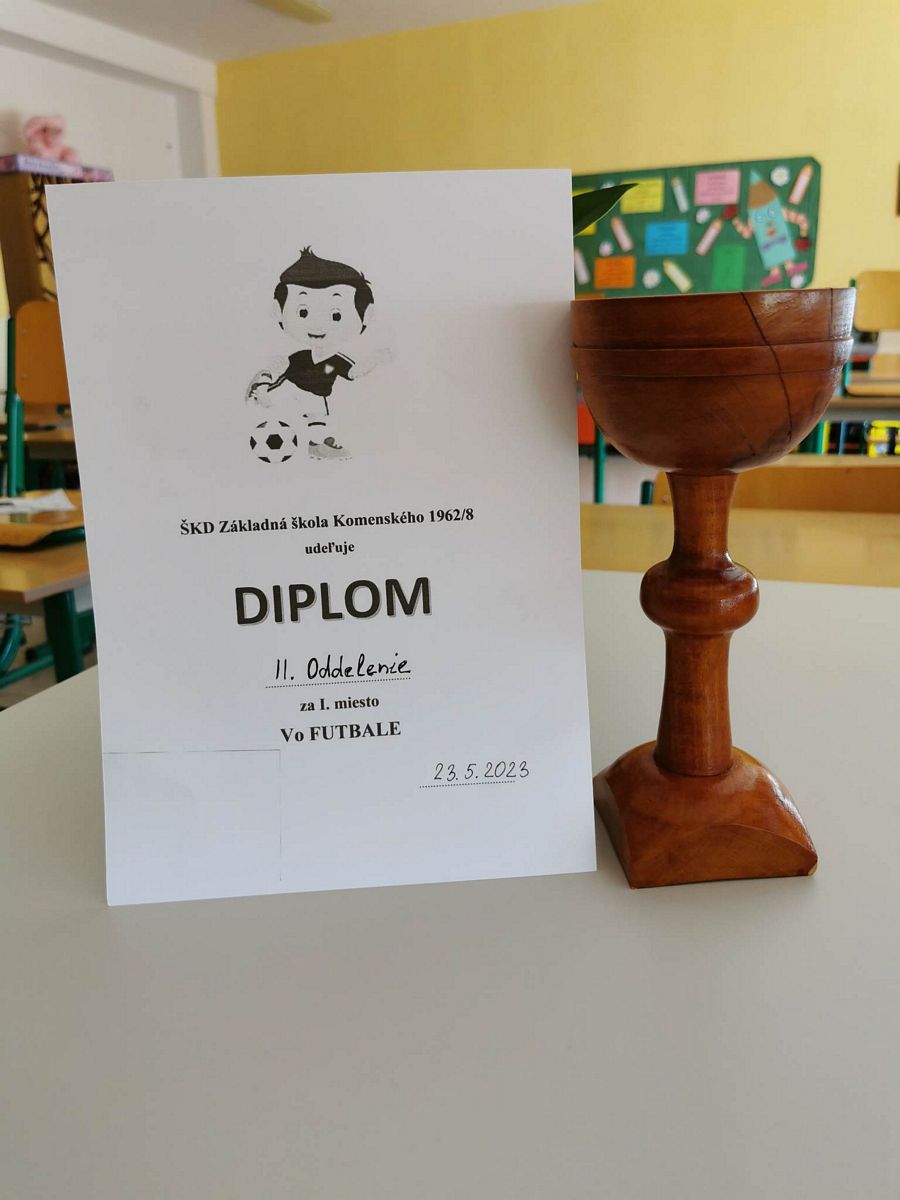 ŠKD Základná škola Komenského 1962/8
udeľuje
DIPLOM
II. Oddelenie
za I. miesto
Vo FUTBALE
23.5.2023